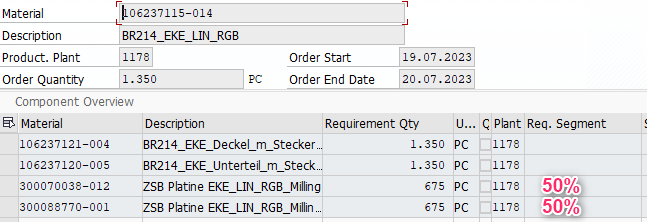 Material 106237115-014
Description BR214_EKE_LIN_RGB
Product. Plant 1178 Order Start 19.07.2023
Order Quantity 1.350 PC Order End Date 20.07.2023
Component Overview
Material Description Requirement Qty U... Q Plant Req. Segment S
106237121-004 BR214_EKE_Deckel_m_Stecker... 1.350 PC 1178
106237120-005 BR214_EKE_Unterteil_m_Steck... 1.350 PC 1178
300070038-012 ZSB Platine EKE_LIN_RGB_Milling 675 PC 1178 50%
300088770-001 ZSB Platine EKE_LIN_RGB_Millin... 675 PC 1178 50%